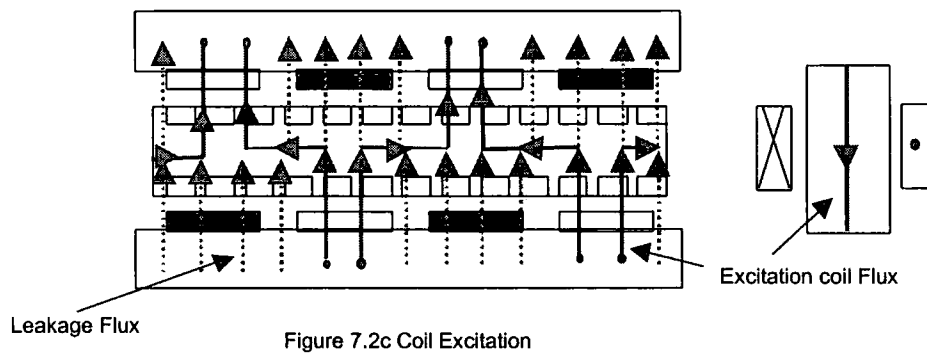 Excitation coil Flux
Leakage Flux
Figure 7.2c Coil Excitation